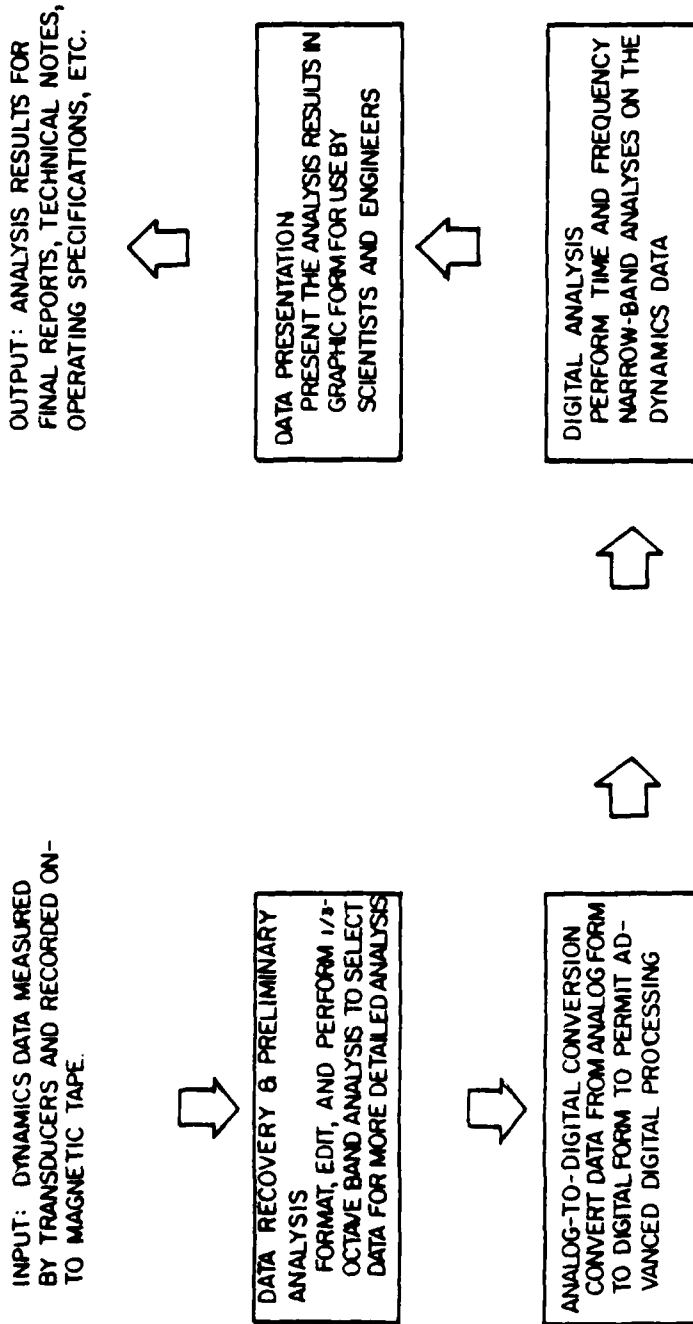 INPUT: DYNAMICS DATA MEASURED
BY TRANSDUCERS AND RECORDED ON-
TO MAGNETIC TAPE.
DATA RECOVERY & PRELIMINARY
ANALYSIS
FORMAT, EDIT, AND PERFORM 1/3-
OCTAVE BAND ANALYSIS TO SELECT
DATA FOR MORE DETAILED ANALYSIS
ANALOG-TO-DIGITAL CONVERSION
CONVERT DATA FROM ANALOG FORM
TO DIGITAL FORM TO PERMIT AD-
VANCED DIGITAL PROCESSING
DIGITAL ANALYSIS
PERFORM TIME AND FREQUENCY
NARROW-BAND ANALYSES ON THE
DYNAMICS DATA
DATA PRESENTATION
PRESENT THE ANALYSIS RESULTS IN
GRAPHIC FORM FOR USE BY
SCIENTISTS AND ENGINEERS
OUTPUT: ANALYSIS RESULTS FOR
FINAL REPORTS, TECHNICAL NOTES,
OPERATING SPECIFICATIONS, ETC.